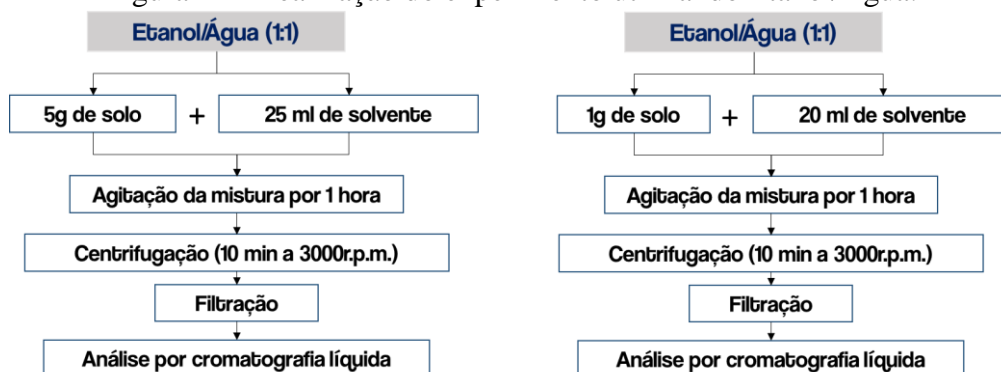 Etanol/Água (1:1)
5g de solo + 25 ml de solvente
Agitação da mistura por 1 hora
Centrifugação (10 min a 3000r.p.m.)
Filtração
Análise por cromatografia líquida
Etanol/Água (1:1)
1g de solo + 20 ml de solvente
Agitação da mistura por 1 hora
Centrifugação (10 min a 3000r.p.m.)
Filtração
Análise por cromatografia líquida